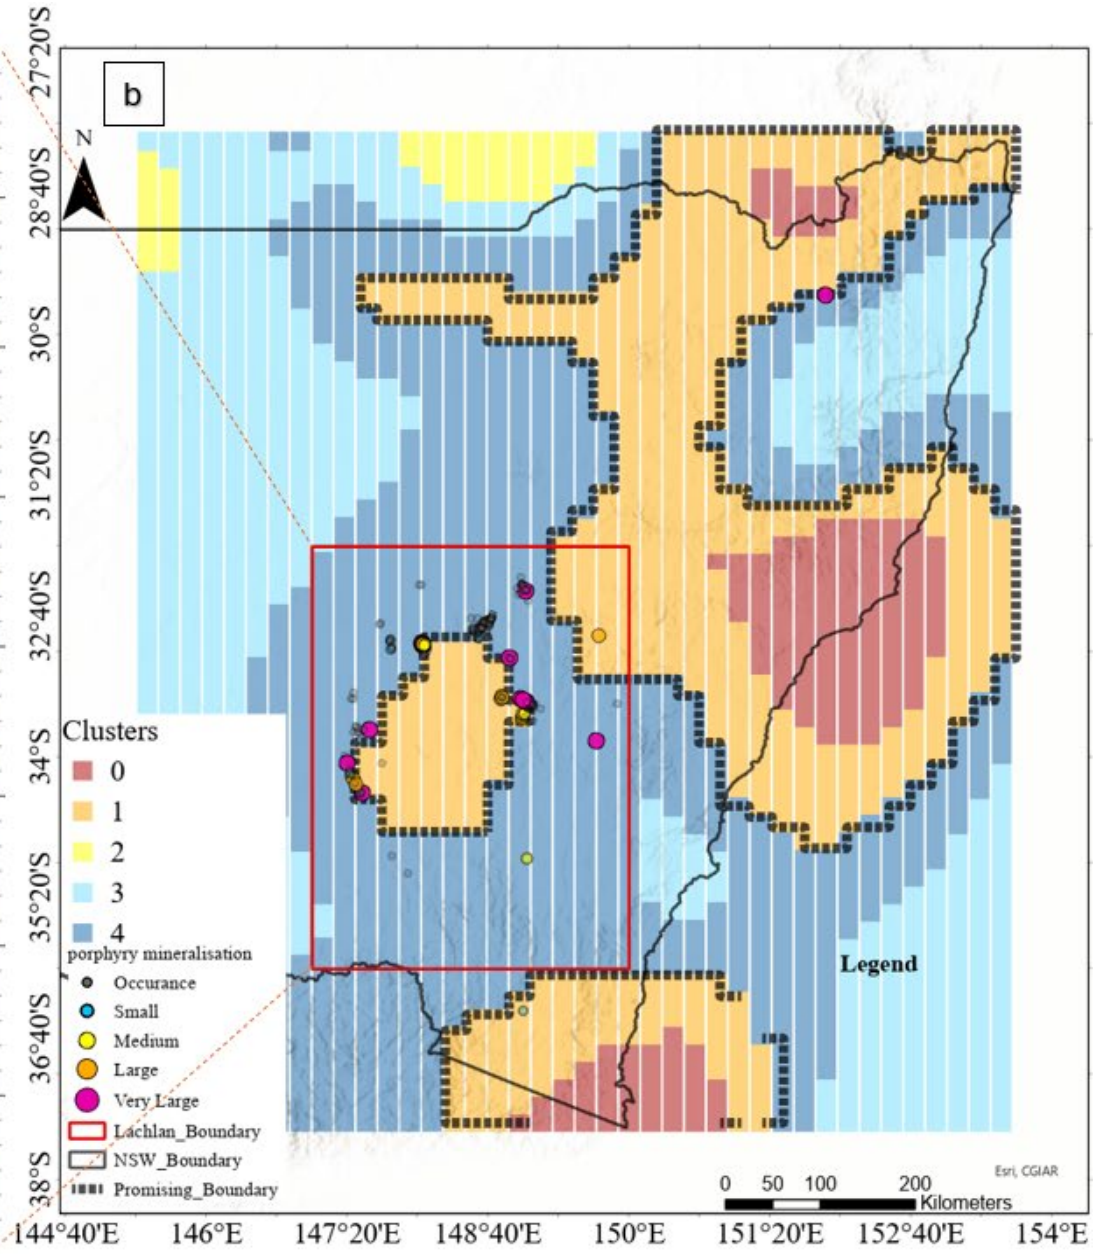 b
N
27°20'S
28°40'S
30°S
31°20'S
32°40'S
34°S
35°20'S
36°40'S
38°S
Clusters
0
1
2
3
4
porphyry mineralisation
Occurance
Small
Medium
Large
Very Large
Lachlan_Boundary
NSW_Boundary
Promising_Boundary
Legend
Esri, CGIAR
0 50 100 200
Kilometers
144°40'E 146°E 147°20'E 148°40'E 150°E 151°20'E 152°40'E 154°E